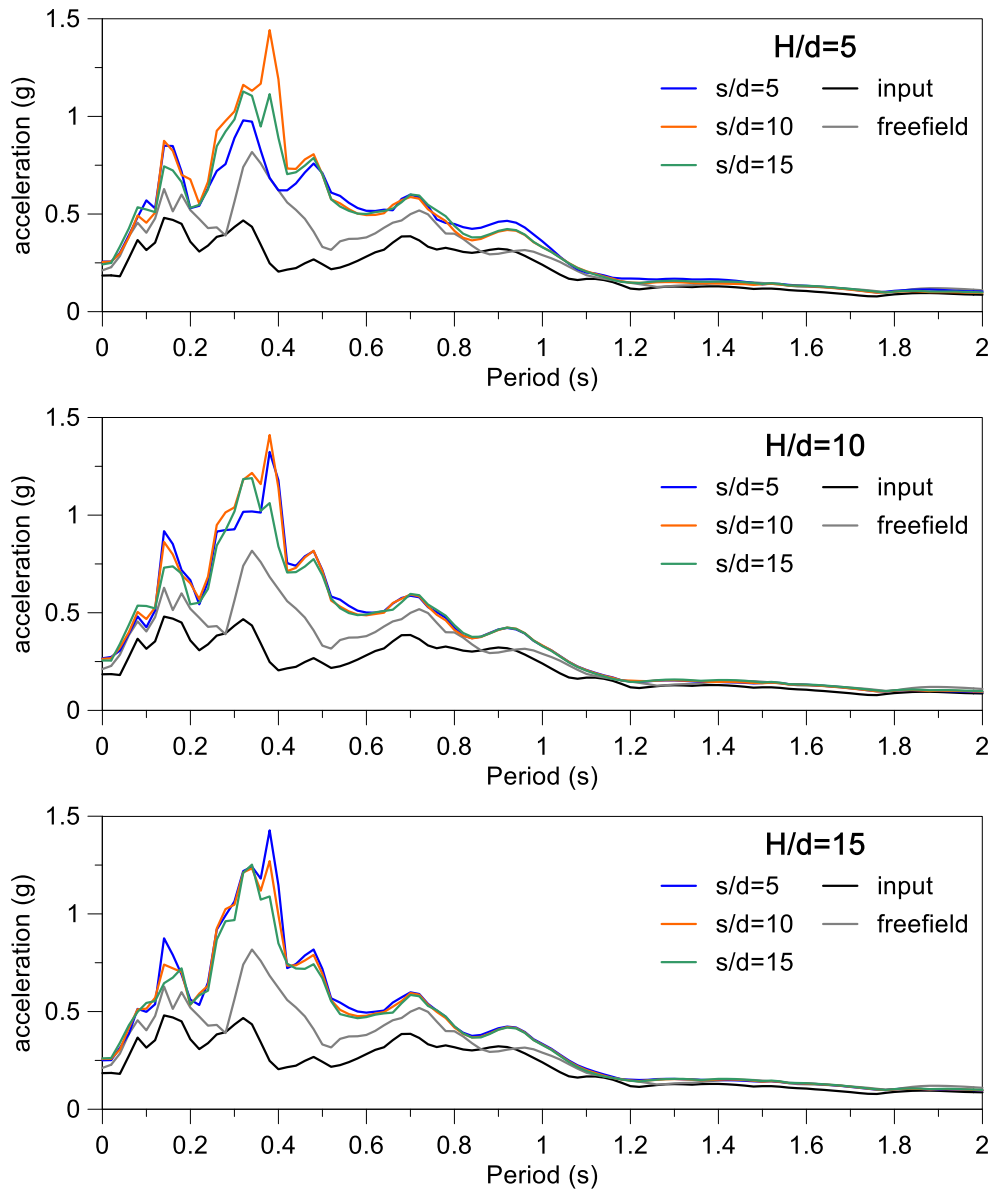 H/d=5
s/d=5 input
s/d=10 freefield
s/d=15
acceleration (g)
1.5
1
0.5
0
0 0.2 0.4 0.6 0.8 1 1.2 1.4 1.6 1.8 2
Period (s)
H/d=10
s/d=5 input
s/d=10 freefield
s/d=15
acceleration (g)
1.5
1
0.5
0
0 0.2 0.4 0.6 0.8 1 1.2 1.4 1.6 1.8 2
Period (s)
H/d=15
s/d=5 input
s/d=10 freefield
s/d=15
acceleration (g)
1.5
1
0.5
0
0 0.2 0.4 0.6 0.8 1 1.2 1.4 1.6 1.8 2
Period (s)